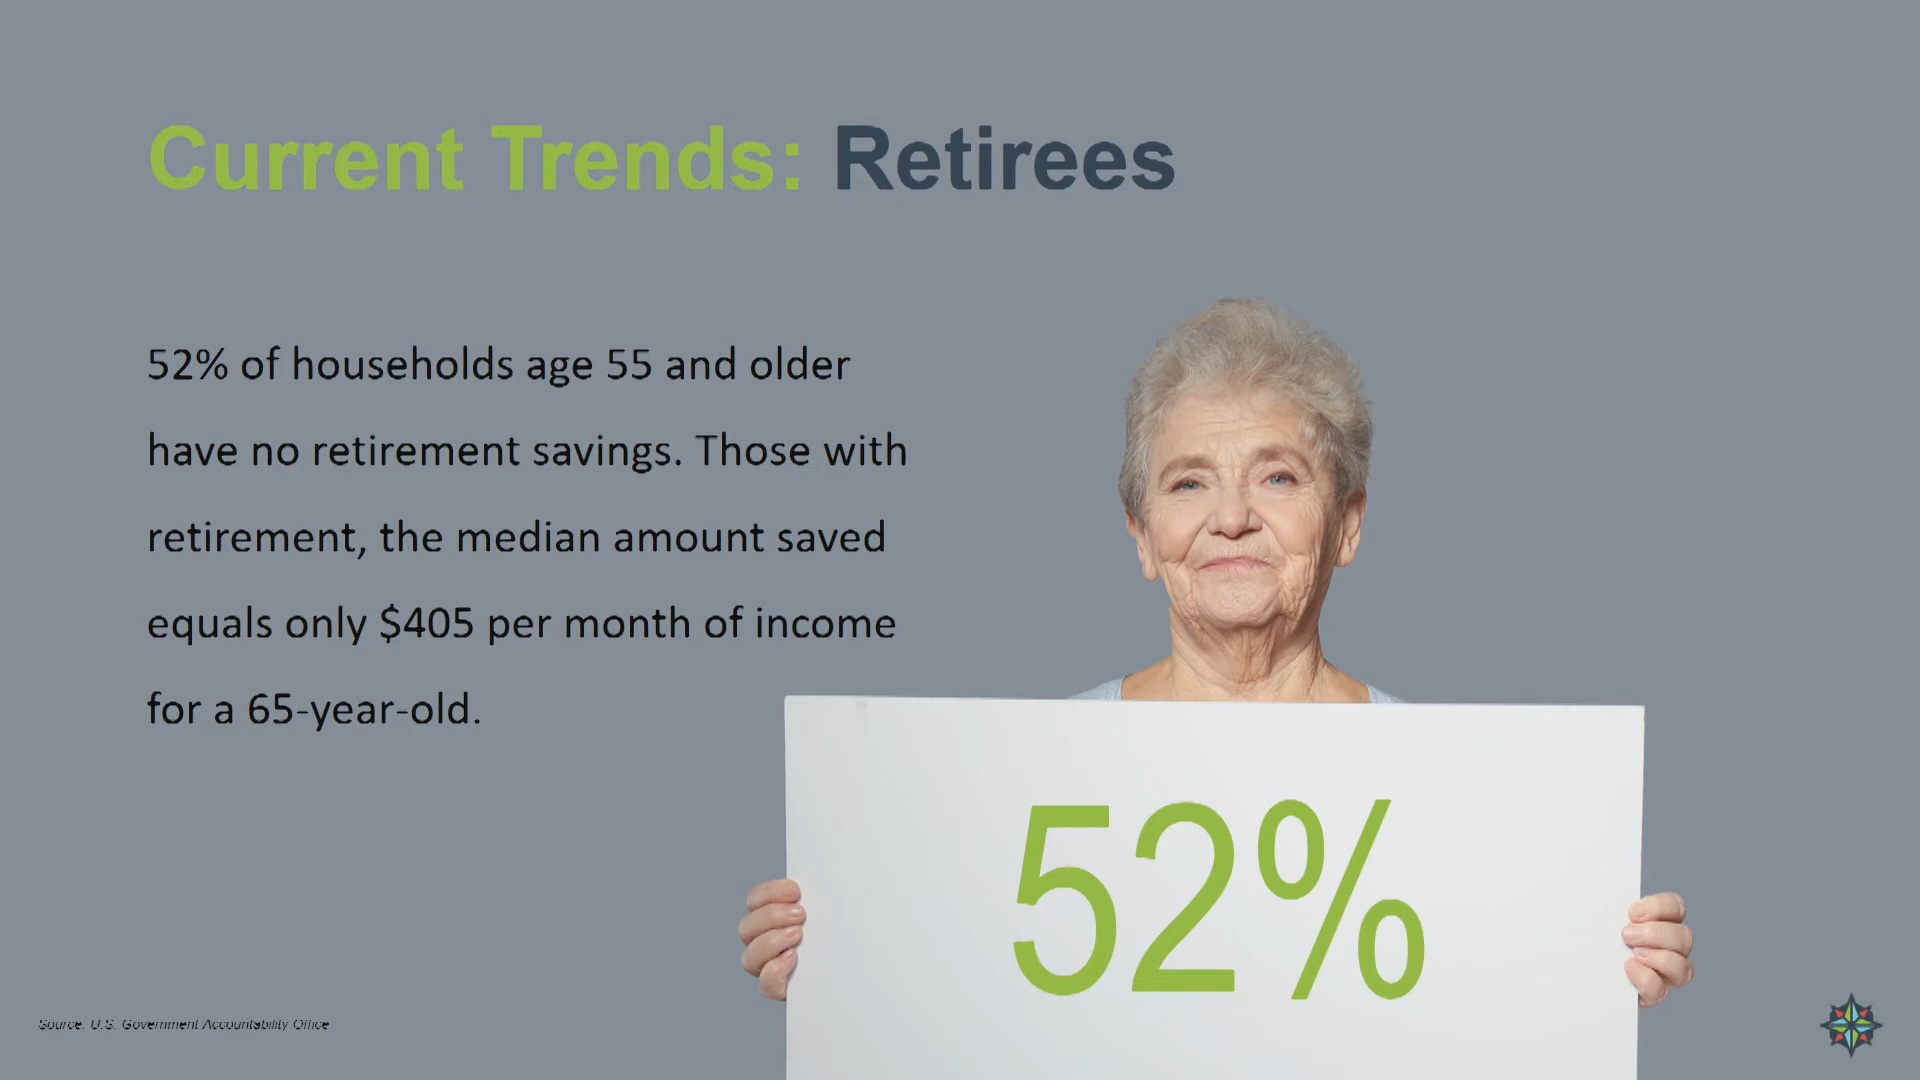 Current Trends: Retirees
52% of households age 55 and older
have no retirement savings. Those with
retirement, the median amount saved
equals only $405 per month of income
for a 65-year-old.
52%
Source: U.S. Government Accountability Office